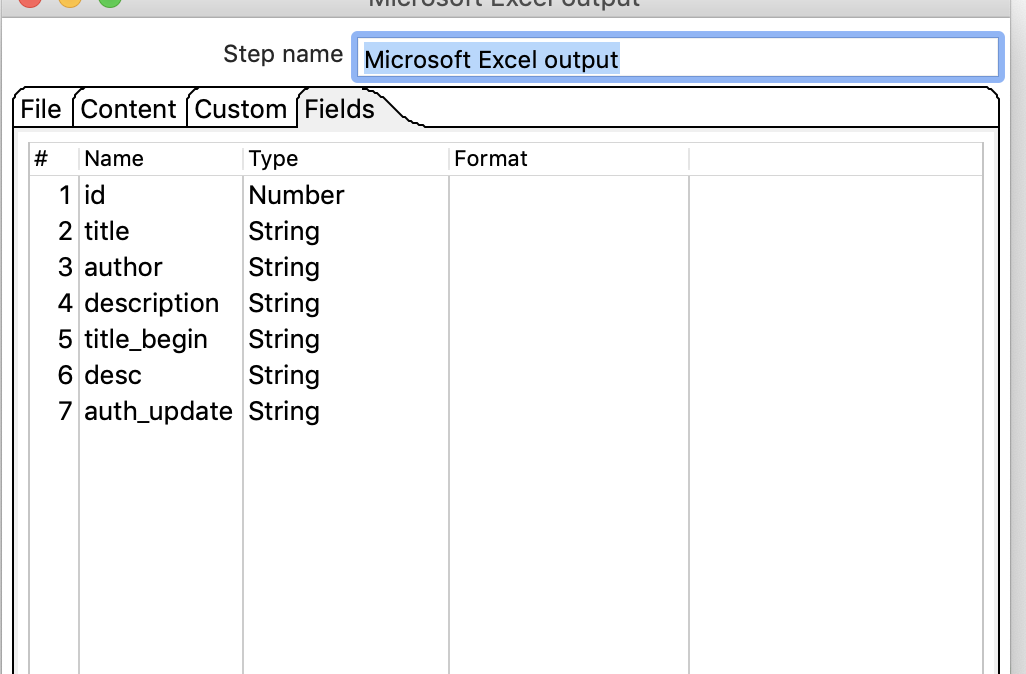 Microsoft Excel output
Step name Microsoft Excel output
File Content Custom Fields
# Name Type Format
1 id Number
2 title String
3 author String
4 description String
5 title_begin String
6 desc String
7 auth_update String